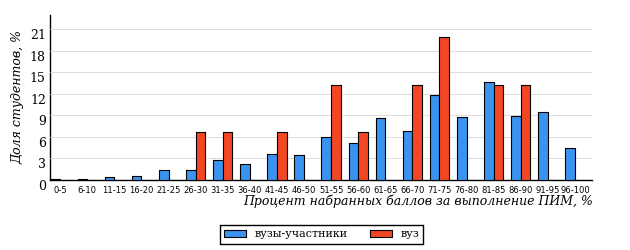 Доля студентов, %
21
18
15
12
9
6
3
0
0-5 6-10 11-15 16-20 21-25 26-30 31-35 36-40 41-45 46-50 51-55 56-60 61-65 66-70 71-75 76-80 81-85 86-90 91-95 96-100
Процент набранных баллов за выполнение ПИМ, %
вузы-участники вуз